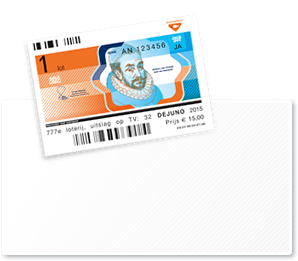 AN 123456
JA
1
lot
777e loterij, uitslag op TV: 32 DEJUNO 2015
Prijs € 15,00